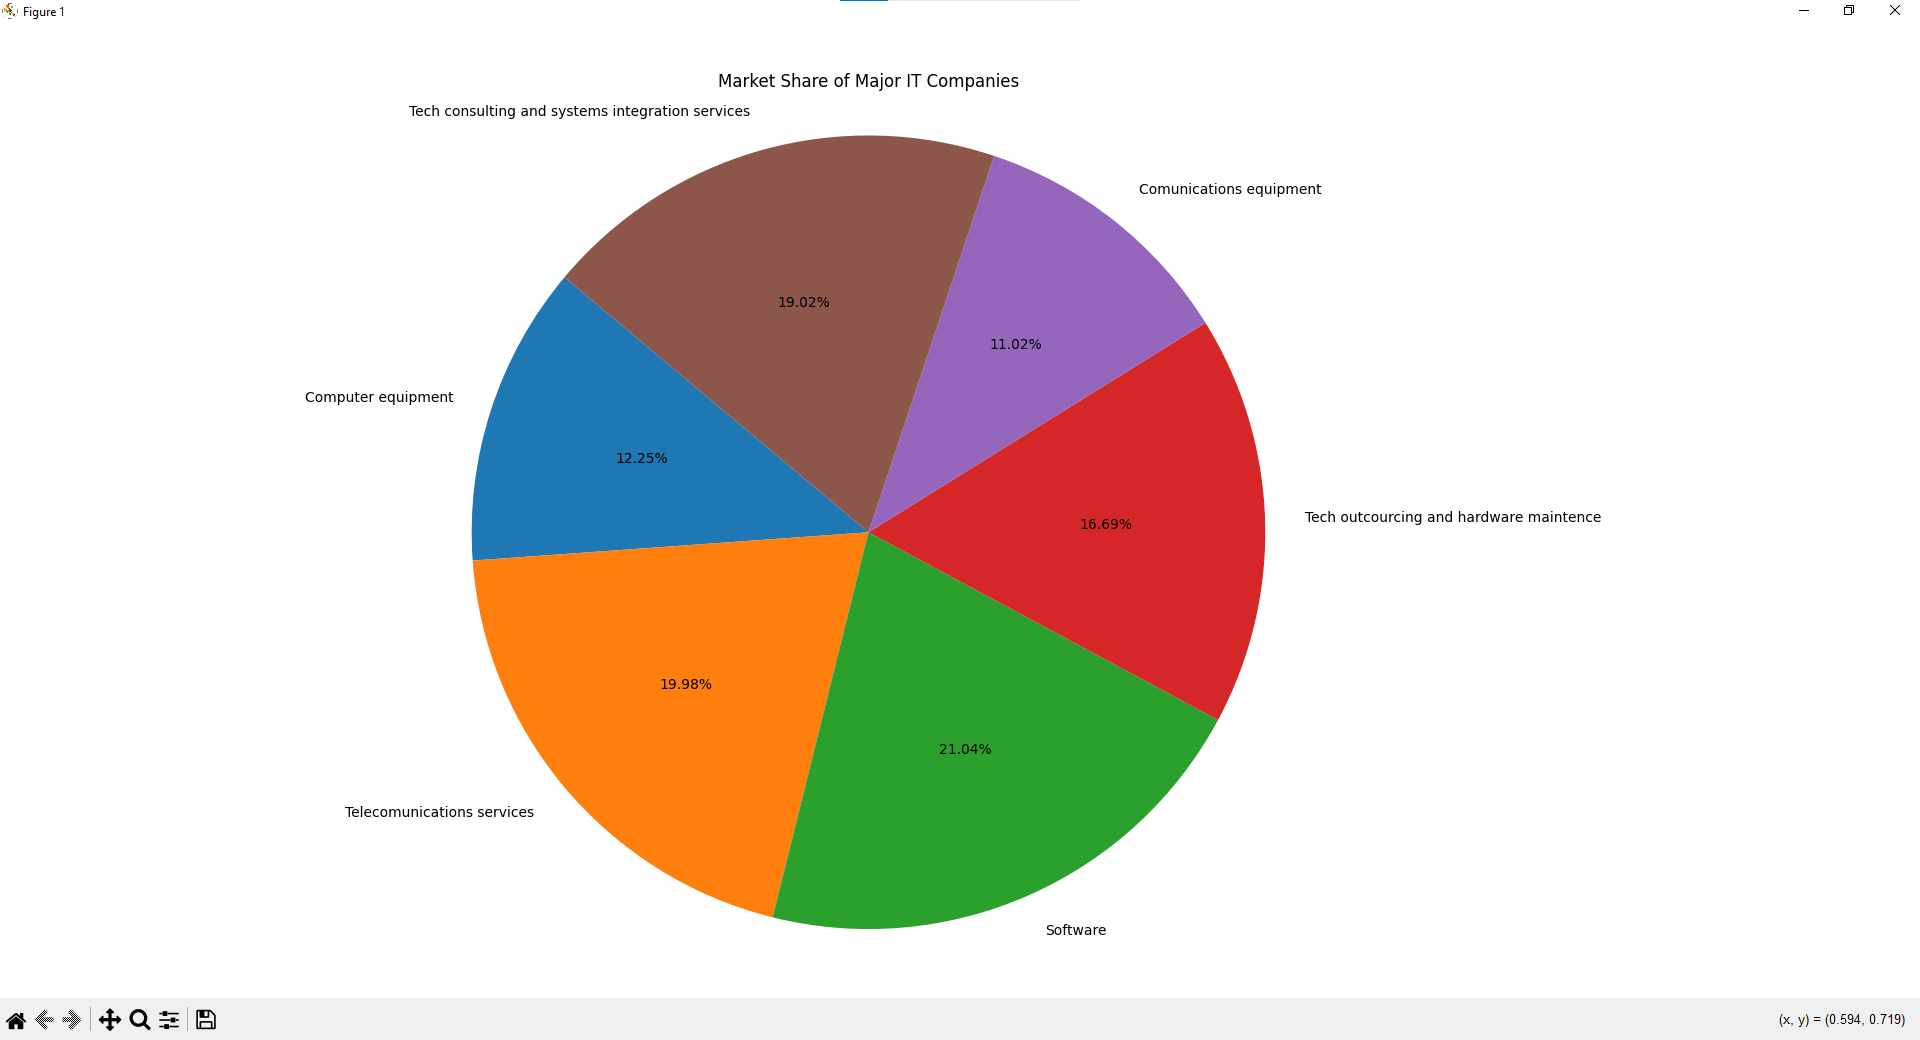 Figure 1
Market Share of Major IT Companies
Tech consulting and systems integration services
Comunications equipment
19.02%
11.02%
Computer equipment
12.25%
Tech outcourcing and hardware maintence
16.69%
19.98%
21.04%
Telecomunications services
Software
(x, y) = (0.594, 0.719)